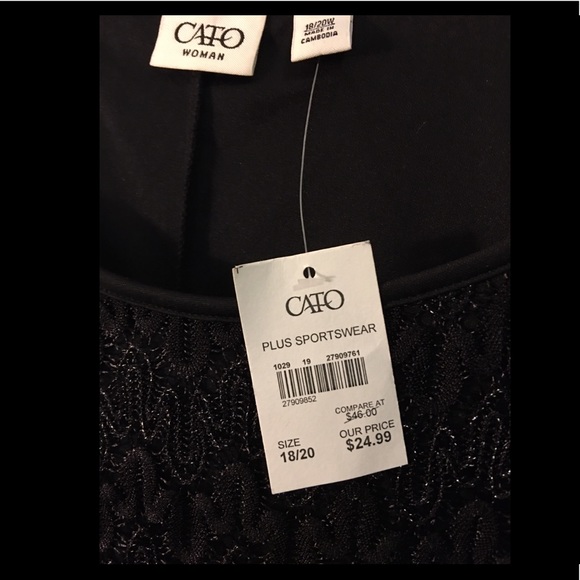 CATO
WOMAN
18/20W
MADE IN
CAMBODIA
CATO
PLUS SPORTSWEAR
1029 19 27909761
27909852
COMPARE AT
$46.00
OUR PRICE
$24.99
SIZE
18/20